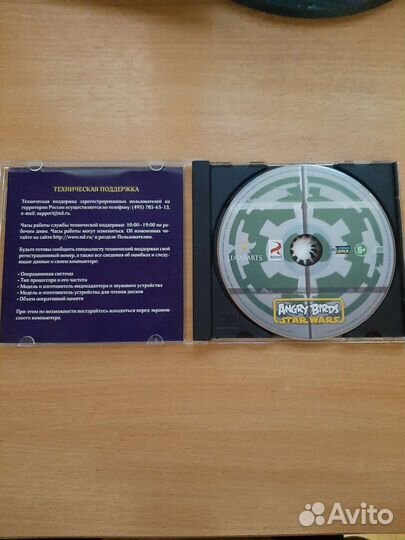 ТЕХНИЧЕСКАЯ ПОДДЕРЖКА
Техническая поддержка зарегистрированных пользователей на
территории России осуществляется по телефону: (495) 785-65-13,
e-mail: support@nd.ru.
Часы работы службы технической поддержки: 10:00–19:00 по ра-
бочим дням. Часы работы могут измениться. Об изменениях чи-
тайте на сайте http://www.nd.ru/ в разделе Пользователям.
Будьте готовы сообщить специалисту технической поддержки свой
регистрационный номер, а также все сведения об ошибках и следу-
ющие данные о своем компьютере:
• Операционная система
• Тип процессора и его частота
• Модель и изготовитель видеоадаптера и звукового устройства
• Модель и изготовитель устройства для чтения дисков
• Объем оперативной памяти
При этом по возможности постарайтесь находиться перед экраном
своего компьютера.
LUCASARTS
ROVIO
6+
ANGRY BIRDS
STAR WARS
Avito